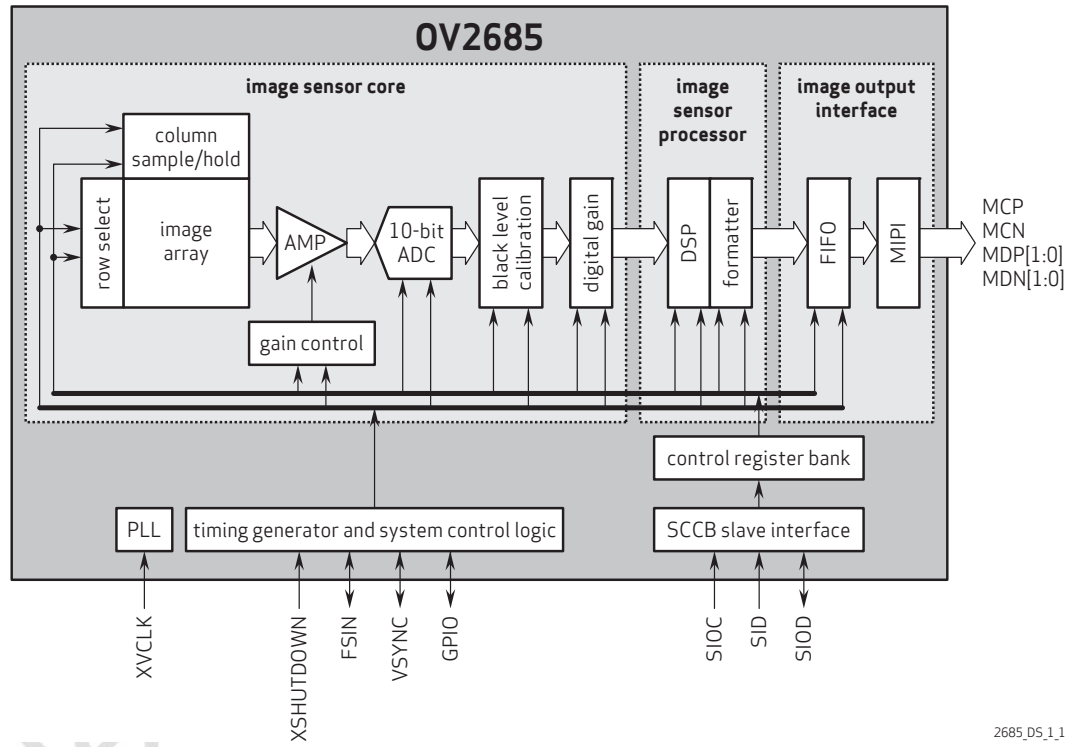 OV2685
image sensor core
image
sensor
processor
image output
interface
column
sample/hold
row select
image
array
AMP
10-bit
ADC
black level
calibration
digital gain
DSP
formatter
FIFO
MIPI
MCP
MCN
MDP[1:0]
MDN[1:0]
gain control
control register bank
PLL
timing generator and system control logic
SCCB slave interface
XVCLK
XSHUTDOWN
FSIN
VSYNC
GPIO
SIOC
SID
SIOD
2685_DS_1_1